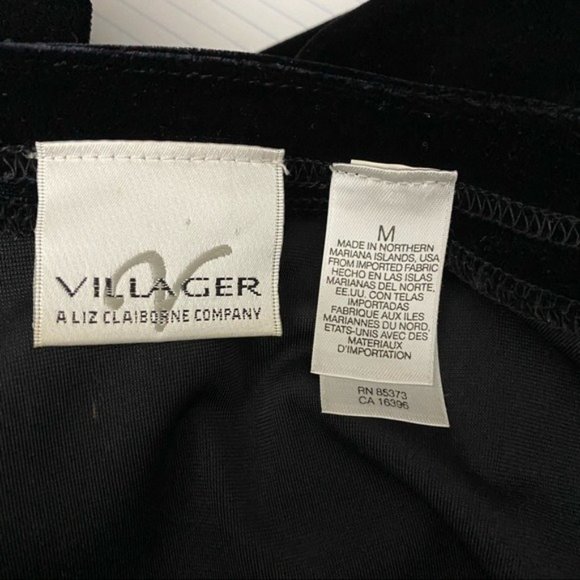 VILLAGER
A LIZ CLAIBORNE COMPANY
M
MADE IN NORTHERN
MARIANA ISLANDS, USA
FROM IMPORTED FABRIC
HECHO EN LAS ISLAS
MARIANAS DEL NORTE,
EE.UU. CON TELAS
IMPORTADAS
FABRIQUE AUX ILES
MARIANNES DU NORD,
ETATS-UNIS AVEC DES
MATERIAUX
D'IMPORTATION
RN 85373
CA 16396